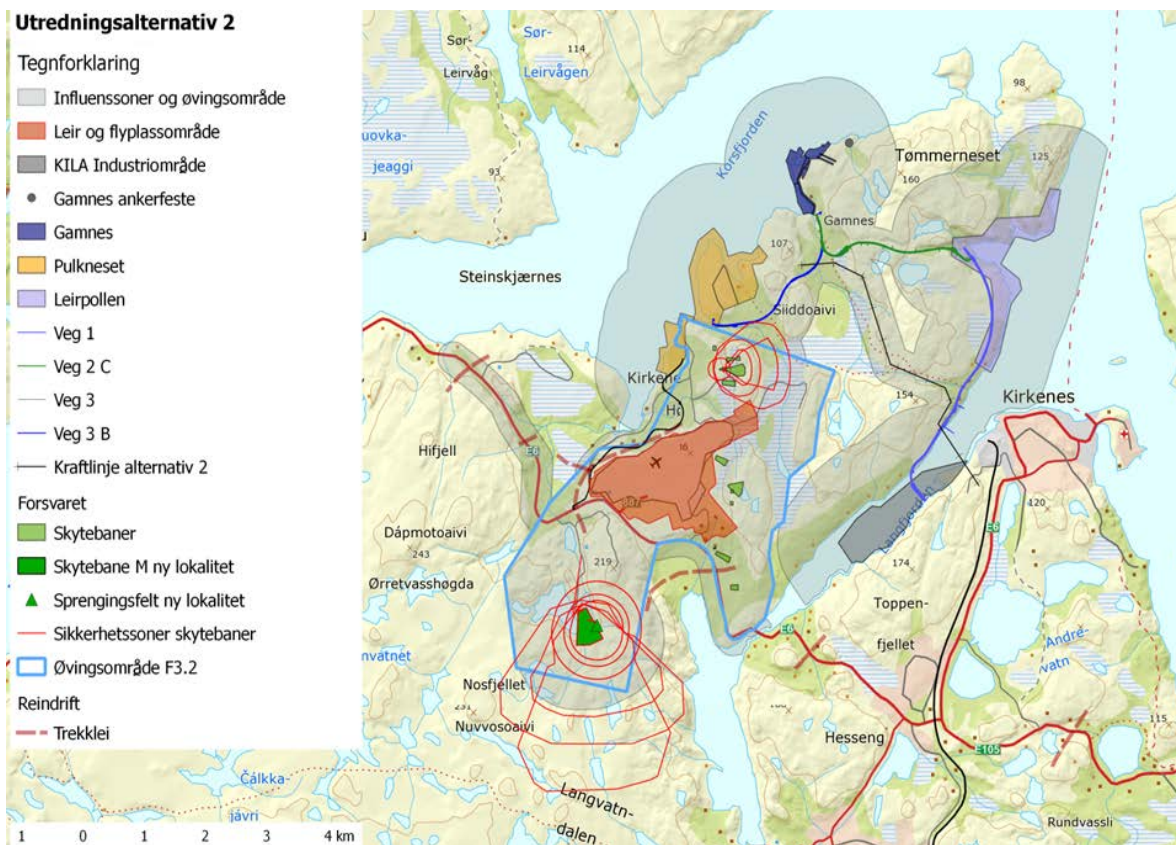 Utredningsalternativ 2
Tegnforklaring
Influenssoner og øvingsområde
Leir og flyplassområde
KILA Industriområde
Gamnes ankerfeste
Gamnes
Pulkneset
Leirpollen
Veg 1
Veg 2 C
Veg 3
Veg 3 B
Kraftlinje alternativ 2
Forsvaret
Skytebaner
Skytebane M ny lokalitet
Sprengingsfelt ny lokalitet
Sikkerhetssoner skytebaner
Øvingsområde F3.2
Reindrift
Trekklei
1 0 1 2 3 4 km
Čálkka-
jávri
Sør-
Leirvåg
Sør-
Leirvågen
114
jeaggi
93
Korsfjorden
98
Tømmerneset
125
160
Gamnes
107
Steinskjærnes
Siiddoaivi
154
Kirkenes
Hifjell
E6
16
Langfjorden
Dápmotoaivi
243
Ørretvasshøgda
219
174
E6
120
Toppen-
fjellet
Andre-
vatn
E6
Nosfjellet
Nuvvosoaivi
Hesseng
E105
115
Langvatn-
dalen
Rundvassli